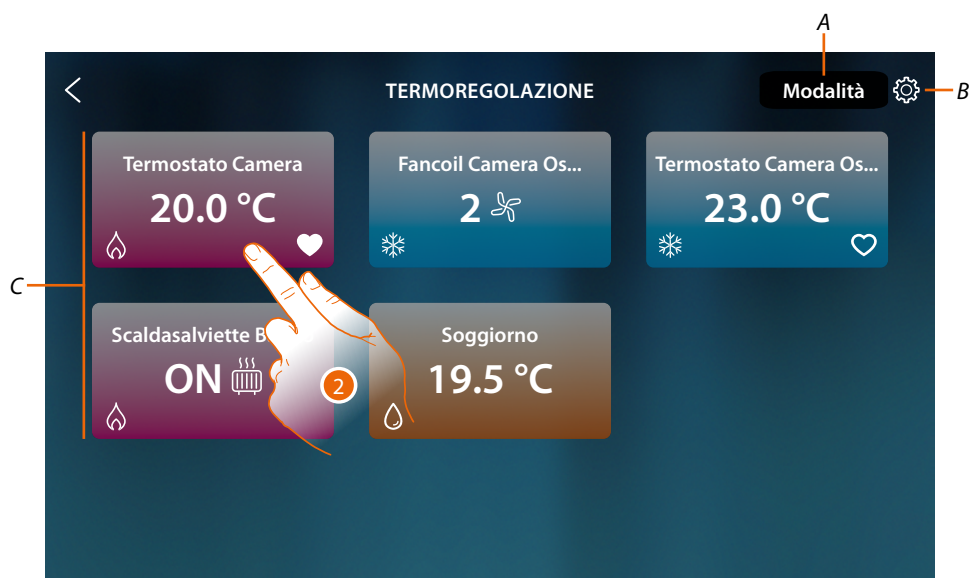 A
TERMOREGOLAZIONE
Modalità
B
Termostato Camera
20.0 °C
Fancoil Camera Os...
2
Termostato Camera Os...
23.0 °C
C
Scaldasalviette B
ON
2
Soggiorno
19.5 °C